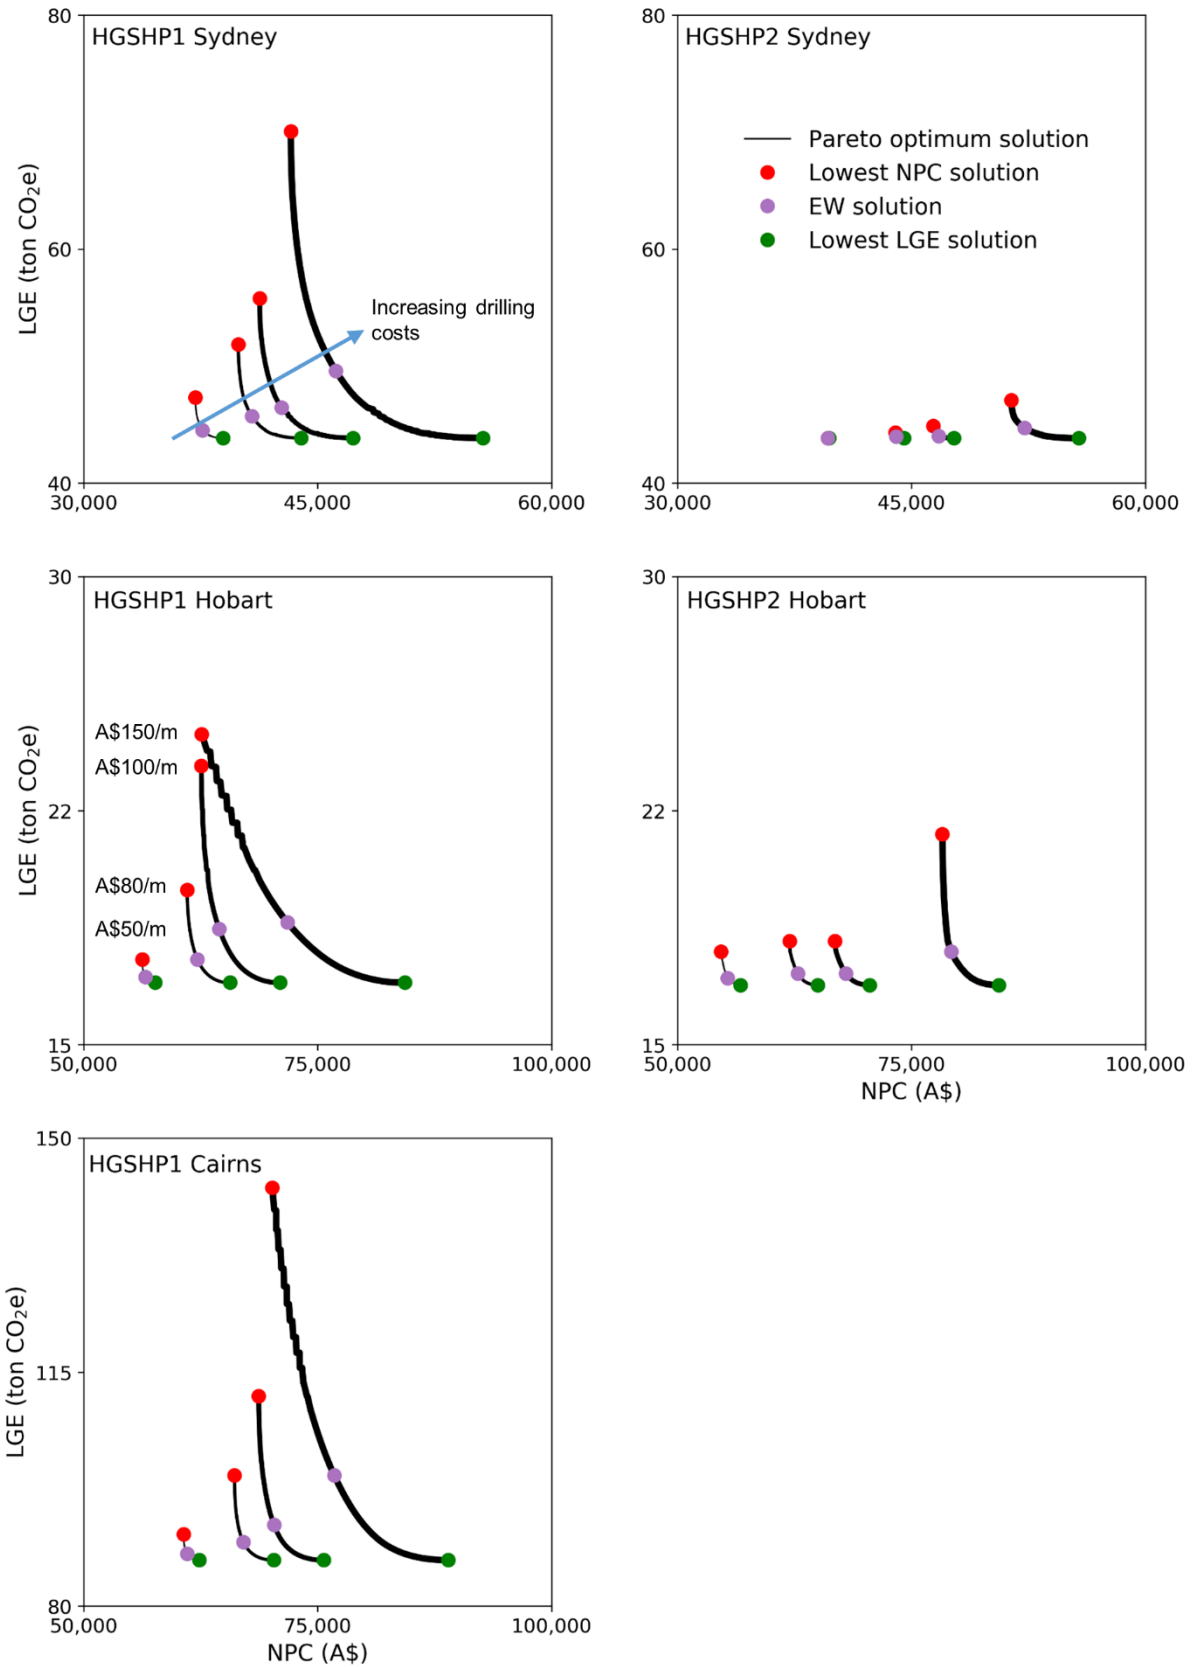 HGSHP1 Sydney
80
60
40
LGE (ton CO₂e)
30,000
45,000
60,000
Increasing drilling
costs
HGSHP2 Sydney
80
60
40
30,000
45,000
60,000
Pareto optimum solution
Lowest NPC solution
EW solution
Lowest LGE solution
HGSHP1 Hobart
30
22
15
LGE (ton CO₂e)
A$150/m
A$100/m
A$80/m
A$50/m
50,000
75,000
100,000
HGSHP2 Hobart
30
22
15
50,000
75,000
100,000
NPC (A$)
HGSHP1 Cairns
150
115
80
LGE (ton CO₂e)
50,000
75,000
100,000
NPC (A$)